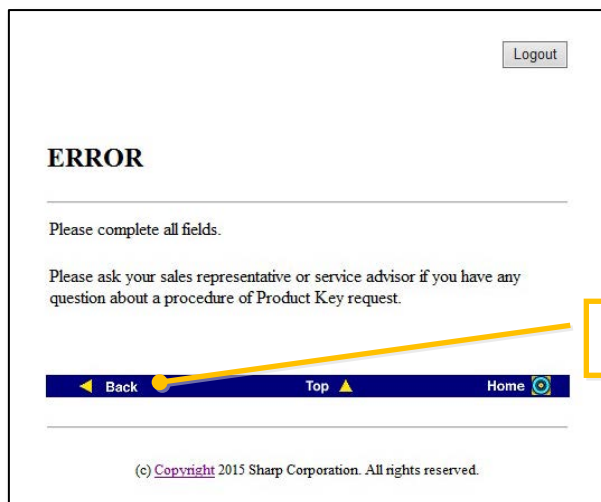 Logout
ERROR
Please complete all fields.
Please ask your sales representative or service advisor if you have any
question about a procedure of Product Key request.
Back Top Home
(c) Copyright 2015 Sharp Corporation. All rights reserved.